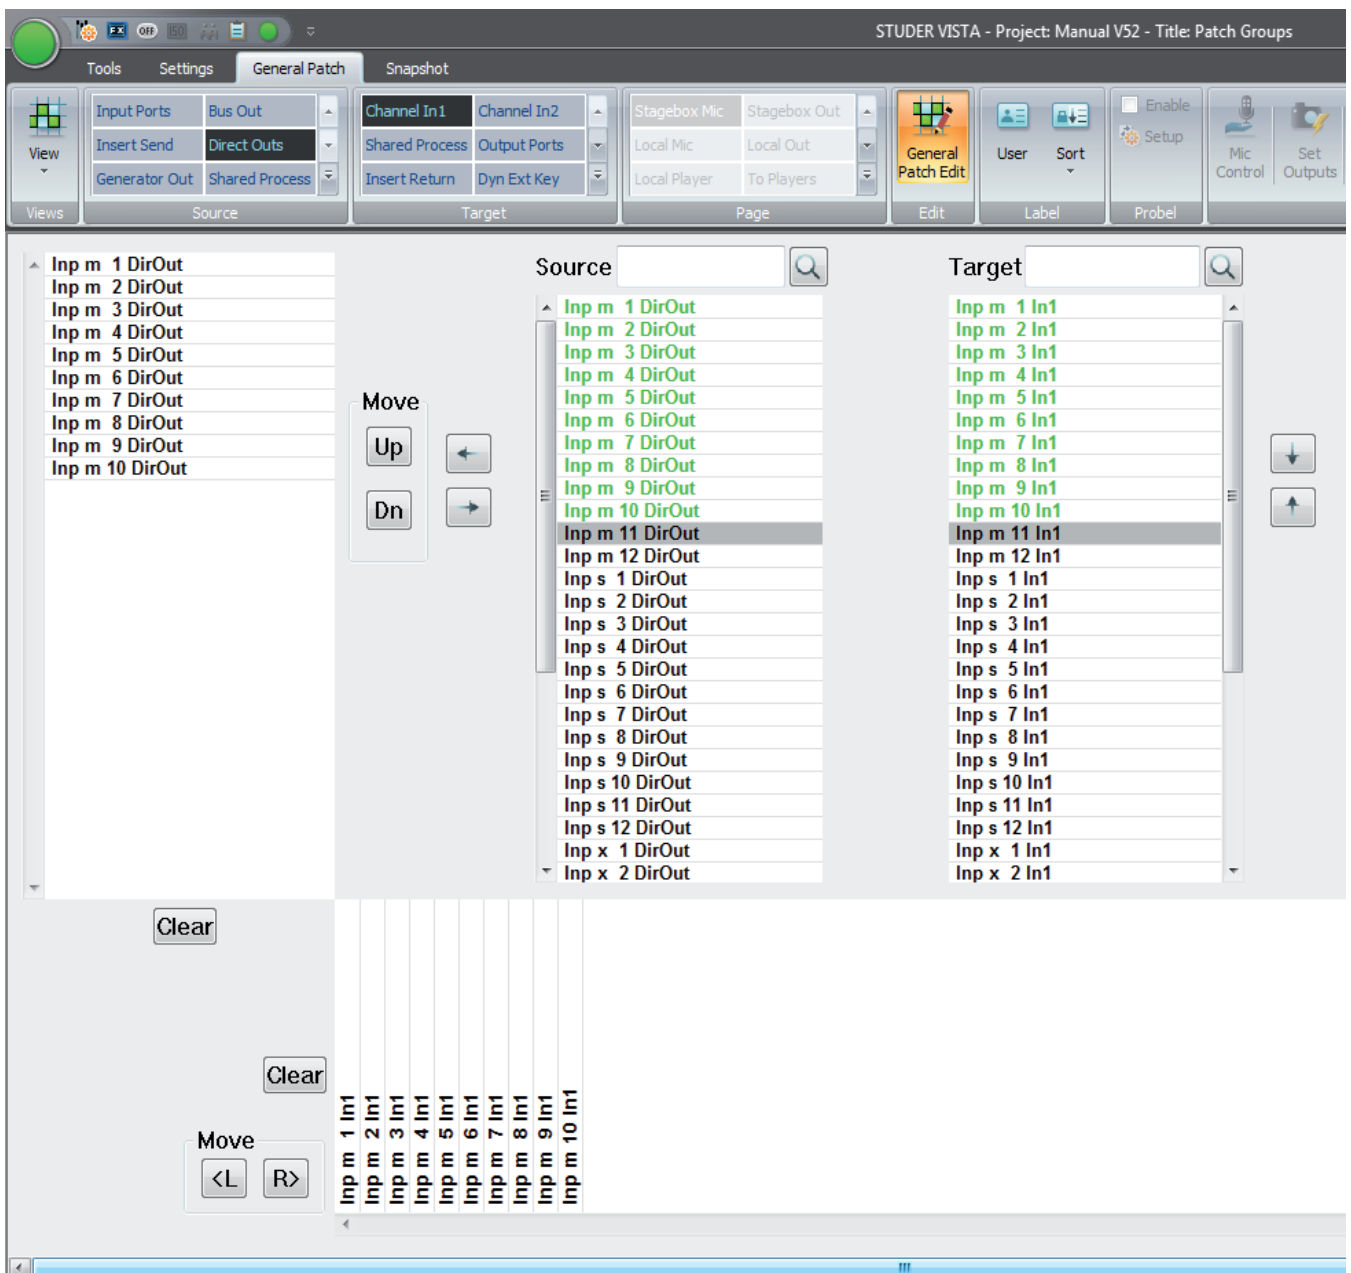 STUDER VISTA - Project: Manual V52 - Title: Patch Groups
EX OFF ISO
Tools Settings General Patch Snapshot
Input Ports Bus Out Channel In1 Channel In2 Stagebox Mic Stagebox Out Enable
Insert Send Direct Outs Shared Process Output Ports Local Mic Local Out Setup
View General Patch Edit User Sort Mic Control Set Outputs
Generator Out Shared Process Insert Return Dyn Ext Key Local Player To Players
Views Source Target Page Edit Label Probel
Source Target
Inp m 1 DirOut
Inp m 2 DirOut
Inp m 3 DirOut
Inp m 4 DirOut
Inp m 5 DirOut
Inp m 6 DirOut
Inp m 7 DirOut
Inp m 8 DirOut
Inp m 9 DirOut
Inp m 10 DirOut
Move
Up
Dn
Inp m 1 DirOut
Inp m 2 DirOut
Inp m 3 DirOut
Inp m 4 DirOut
Inp m 5 DirOut
Inp m 6 DirOut
Inp m 7 DirOut
Inp m 8 DirOut
Inp m 9 DirOut
Inp m 10 DirOut
Inp m 11 DirOut
Inp m 12 DirOut
Inp s 1 DirOut
Inp s 2 DirOut
Inp s 3 DirOut
Inp s 4 DirOut
Inp s 5 DirOut
Inp s 6 DirOut
Inp s 7 DirOut
Inp s 8 DirOut
Inp s 9 DirOut
Inp s 10 DirOut
Inp s 11 DirOut
Inp s 12 DirOut
Inp x 1 DirOut
Inp x 2 DirOut
Inp m 1 In1
Inp m 2 In1
Inp m 3 In1
Inp m 4 In1
Inp m 5 In1
Inp m 6 In1
Inp m 7 In1
Inp m 8 In1
Inp m 9 In1
Inp m 10 In1
Inp m 11 In1
Inp m 12 In1
Inp s 1 In1
Inp s 2 In1
Inp s 3 In1
Inp s 4 In1
Inp s 5 In1
Inp s 6 In1
Inp s 7 In1
Inp s 8 In1
Inp s 9 In1
Inp s 10 In1
Inp s 11 In1
Inp s 12 In1
Inp x 1 In1
Inp x 2 In1
Clear
Clear
Move
<L R>
Inp m 1 In1
Inp m 2 In1
Inp m 3 In1
Inp m 4 In1
Inp m 5 In1
Inp m 6 In1
Inp m 7 In1
Inp m 8 In1
Inp m 9 In1
Inp m 10 In1